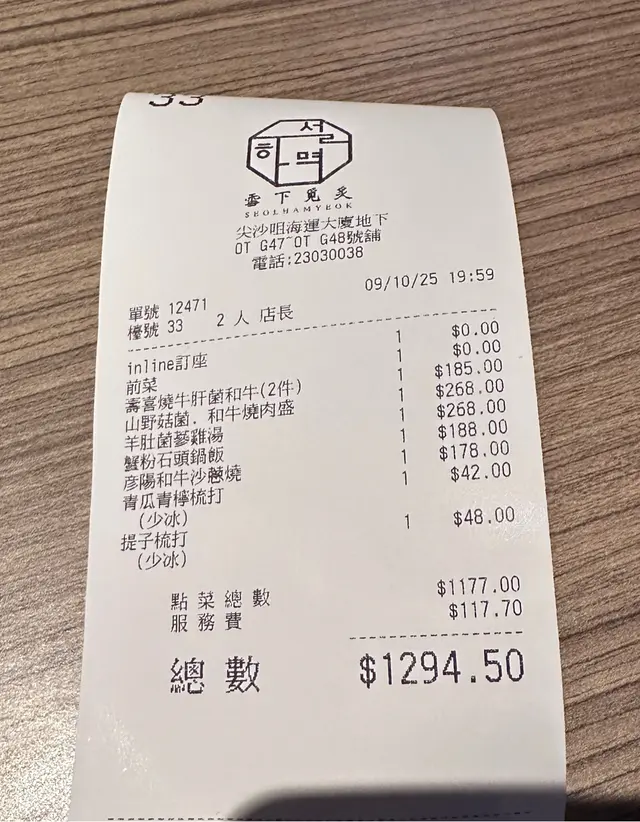 33
설
하멱
雪下覓炙
SEOLHAMYEOK
尖沙咀海運大廈地下
OT G47~OT G48號舖
電話:23030038
09/10/25 19:59
單號 12471
檯號 33 2 人 店長
inline訂座 1 $0.00
前菜 1 $0.00
壽喜燒牛肝菌和牛(2件) 1 $185.00
山野菇菌. 和牛燒肉盛 1 $268.00
羊肚菌蔘雞湯 1 $268.00
蟹粉石頭鍋飯 1 $188.00
彥陽和牛沙蔥燒 1 $178.00
青瓜青檸梳打 1 $42.00
(少冰)
提子梳打 1 $48.00
(少冰)
點菜總數 $1177.00
服務費 $117.70
總數 $1294.50